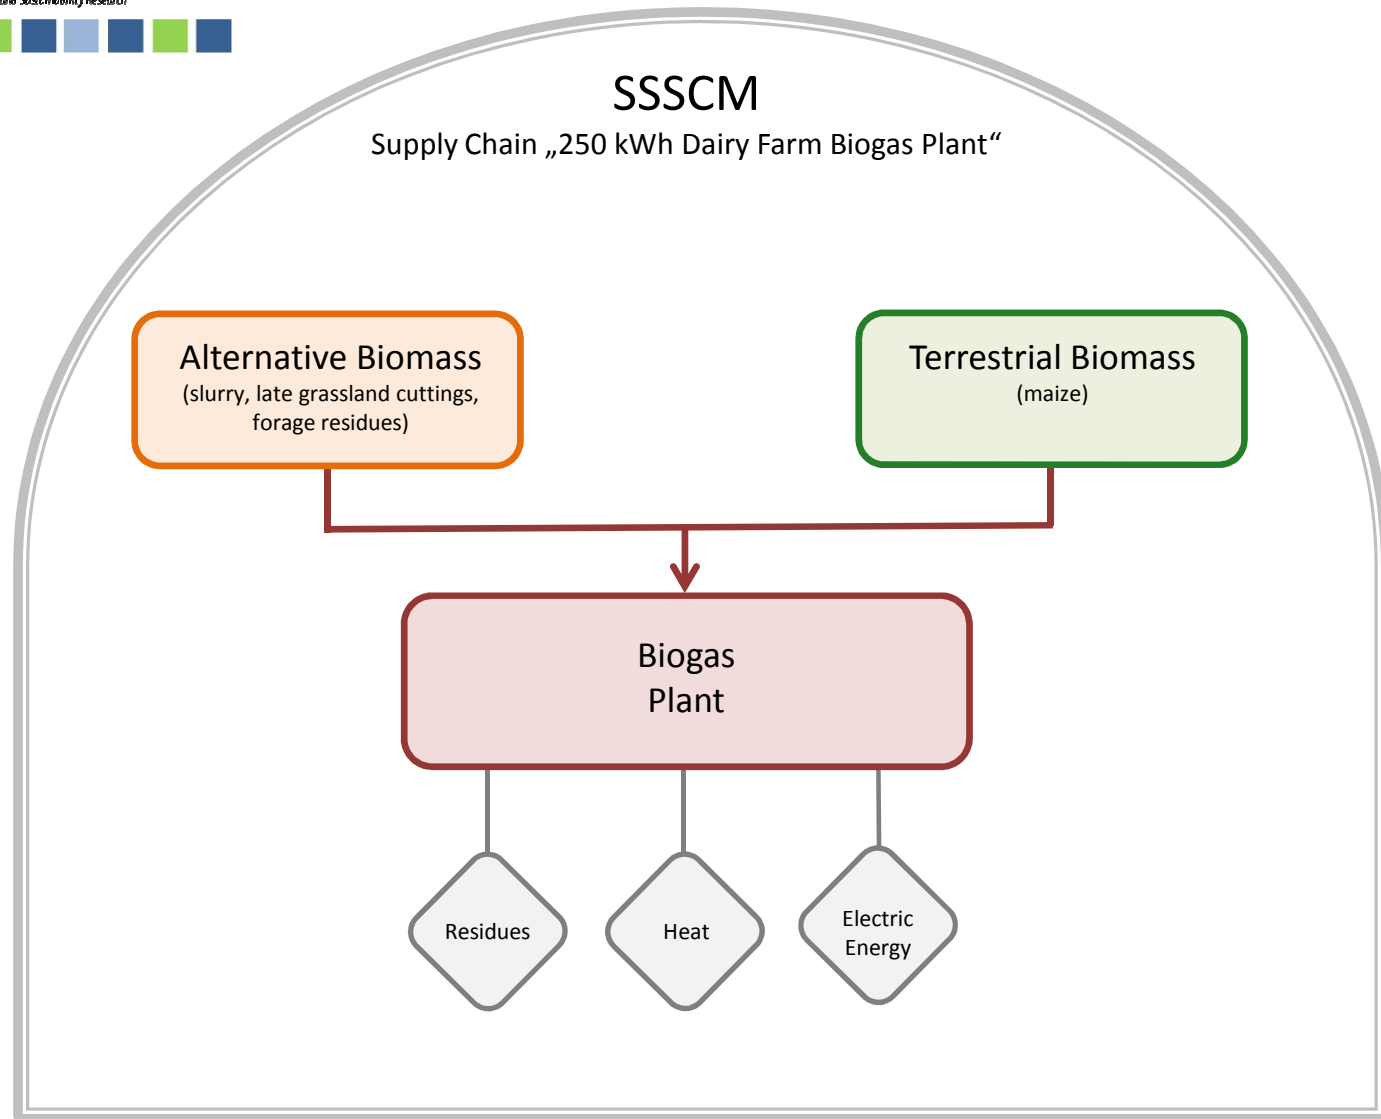 SSSCM
Supply Chain „250 kWh Dairy Farm Biogas Plant“
Alternative Biomass
(slurry, late grassland cuttings,
forage residues)
Terrestrial Biomass
(maize)
Biogas
Plant
Residues
Heat
Electric
Energy